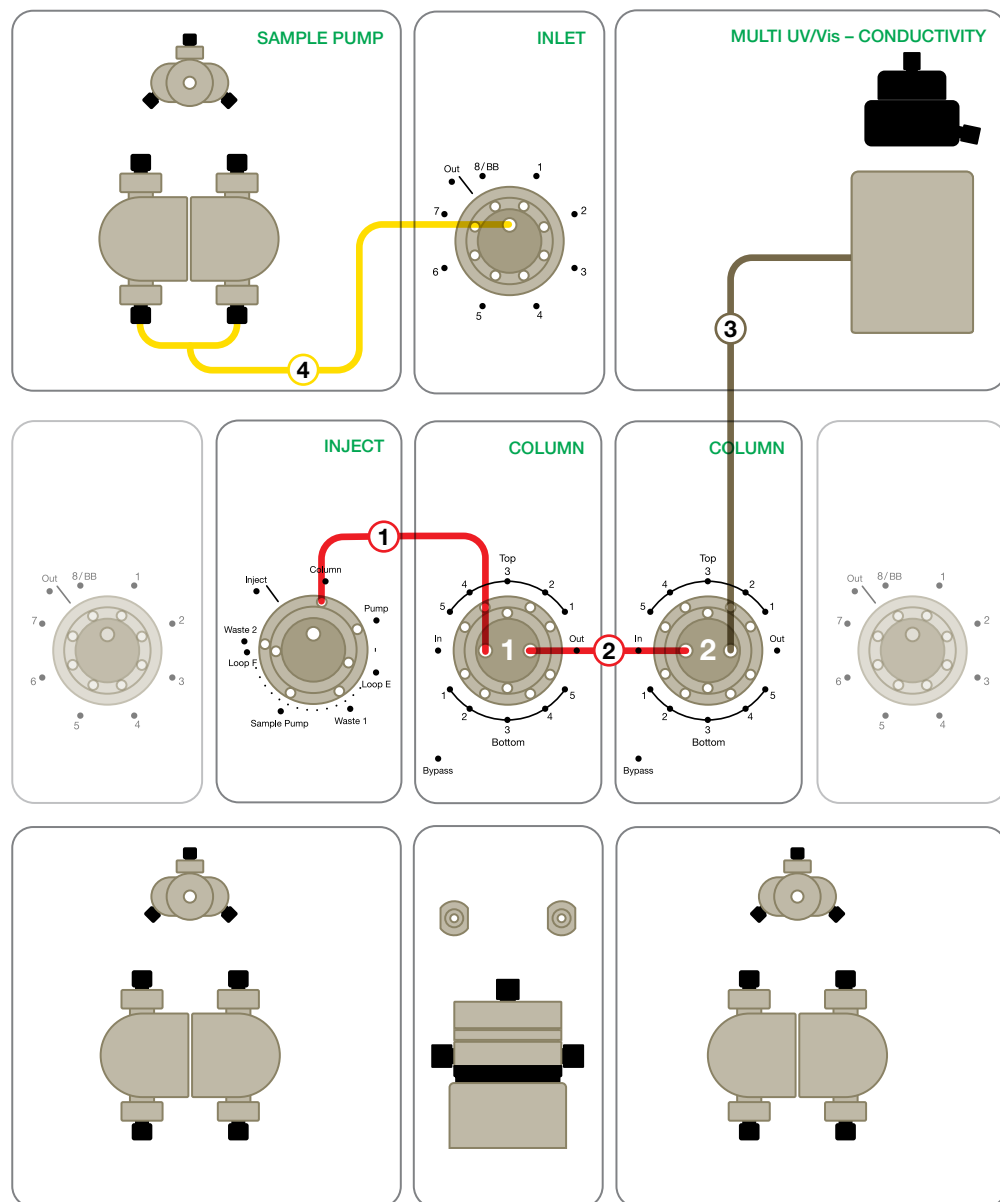 SAMPLE PUMP
INLET
MULTI UV/Vis – CONDUCTIVITY
Out
8/BB
1
2
3
4
5
6
7
4
3
INJECT
COLUMN
COLUMN
Out
8/BB
1
2
3
4
5
6
7
1
Inject
Column
Pump
Loop E
Waste 1
Sample Pump
Loop F
Waste 2
Top
3
4
2
5
1
In
1
Out
1
5
2
4
3
Bottom
Bypass
2
Top
3
4
2
5
1
In
2
Out
1
5
2
4
3
Bottom
Bypass
Out
8/BB
1
2
3
4
5
6
7